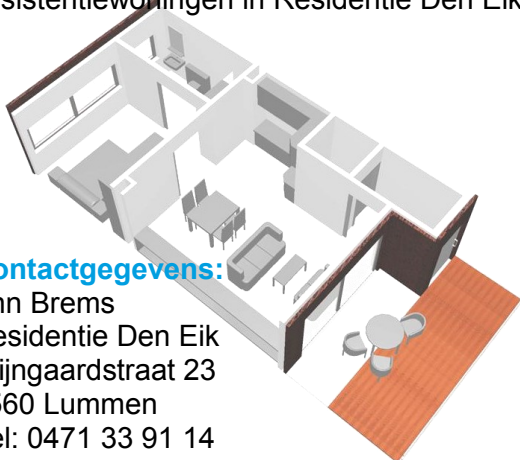 sistentiewoningen in Residentie Den Eik
ontactgegevens:
nn Brems
esidentie Den Eik
ijngaardstraat 23
560 Lummen
el: 0471 33 91 14